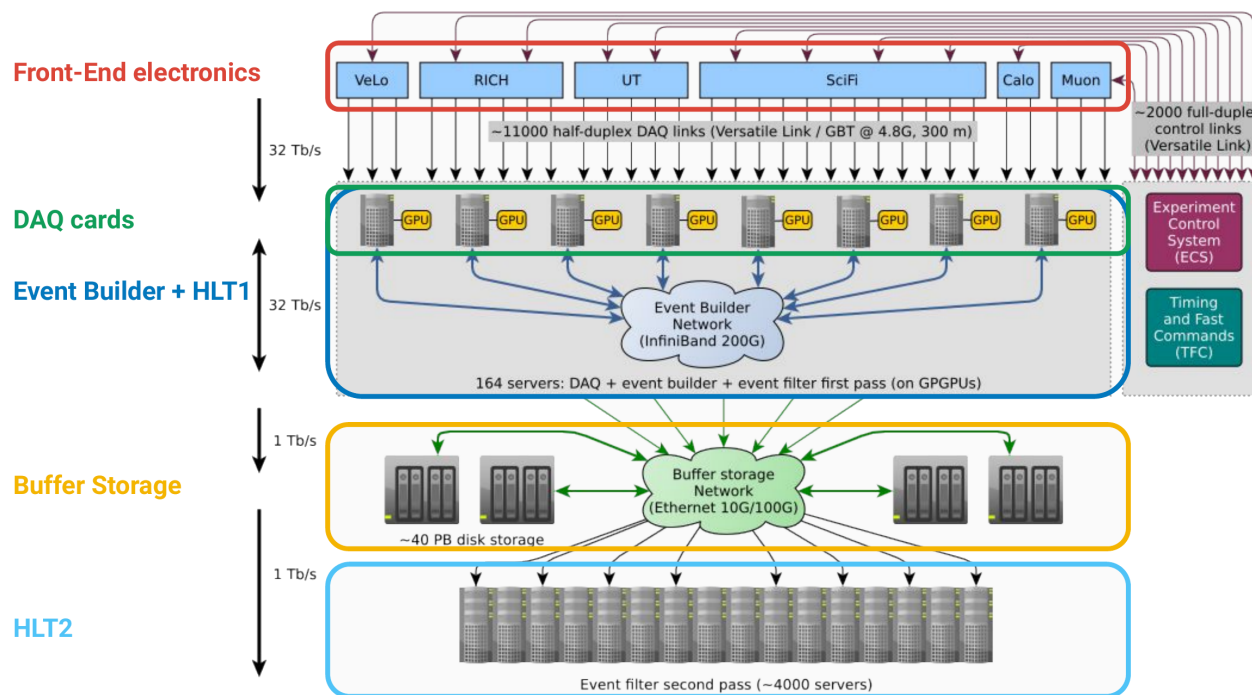 Front-End electronics
VeLo
RICH
UT
SciFi
Calo
Muon
~11000 half-duplex DAQ links (Versatile Link / GBT @ 4.8G, 300 m)
~2000 full-duple
control links
(Versatile Link)
32 Tb/s
DAQ cards
GPU
GPU
GPU
GPU
GPU
GPU
GPU
GPU
Experiment
Control
System
(ECS)
Event Builder + HLT1
32 Tb/s
Event Builder
Network
(InfiniBand 200G)
Timing
and Fast
Commands
(TFC)
164 servers: DAQ + event builder + event filter first pass (on GPGPUs)
1 Tb/s
Buffer Storage
Buffer storage
Network
(Ethernet 10G/100G)
~40 PB disk storage
1 Tb/s
HLT2
Event filter second pass (~4000 servers)